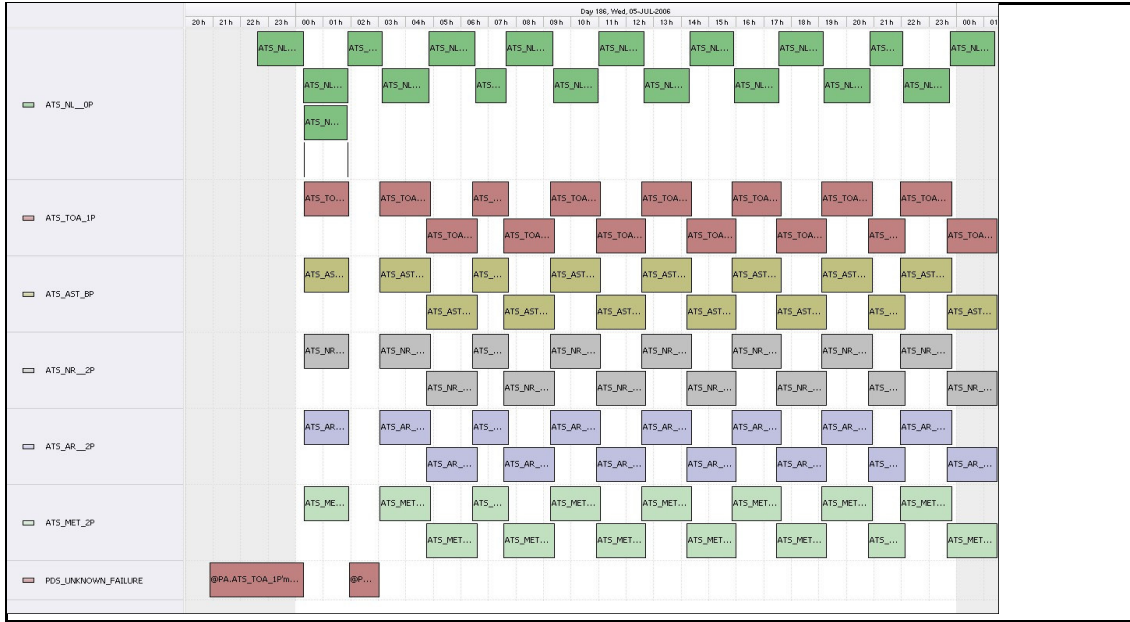 Day 186, Wed, 05-JUL-2006
20 h 21 h 22 h 23 h 00 h 01 h 02 h 03 h 04 h 05 h 06 h 07 h 08 h 09 h 10 h 11 h 12 h 13 h 14 h 15 h 16 h 17 h 18 h 19 h 20 h 21 h 22 h 23 h 00 h 01
ATS_NL... ATS_... ATS_NL... ATS_NL... ATS_NL... ATS_NL... ATS_NL... ATS... ATS_NL...
ATS_NL... ATS_NL... ATS... ATS_NL... ATS_NL... ATS_NL... ATS_NL... ATS_NL...
ATS_NL__0P
ATS_N...
ATS_TO... ATS_TOA... ATS_... ATS_TOA... ATS_TOA... ATS_TOA... ATS_TOA... ATS_TOA...
ATS_TOA_1P
ATS_TOA... ATS_TOA... ATS_TOA... ATS_TOA... ATS_TOA... ATS_... ATS_TOA...
ATS_AS... ATS_AST... ATS_... ATS_AST... ATS_AST... ATS_AST... ATS_AST... ATS_AST...
ATS_AST_BP
ATS_AST... ATS_AST... ATS_AST... ATS_AST... ATS_AST... ATS_... ATS_AST...
ATS_NR... ATS_NR_... ATS_... ATS_NR_... ATS_NR_... ATS_NR_... ATS_NR_... ATS_NR_...
ATS_NR__2P
ATS_NR_... ATS_NR_... ATS_NR_... ATS_NR_... ATS_NR_... ATS_... ATS_NR_...
ATS_AR... ATS_AR_... ATS_... ATS_AR_... ATS_AR_... ATS_AR_... ATS_AR_... ATS_AR_...
ATS_AR__2P
ATS_AR_... ATS_AR_... ATS_AR_... ATS_AR_... ATS_AR_... ATS... ATS_AR_...
ATS_ME... ATS_MET... ATS_... ATS_MET... ATS_MET... ATS_MET... ATS_MET... ATS_MET...
ATS_MET_2P
ATS_MET... ATS_MET... ATS_MET... ATS_MET... ATS_MET... ATS_... ATS_MET...
PDS_UNKNOWN_FAILURE
@PA.ATS_TOA_1P'm... @P...